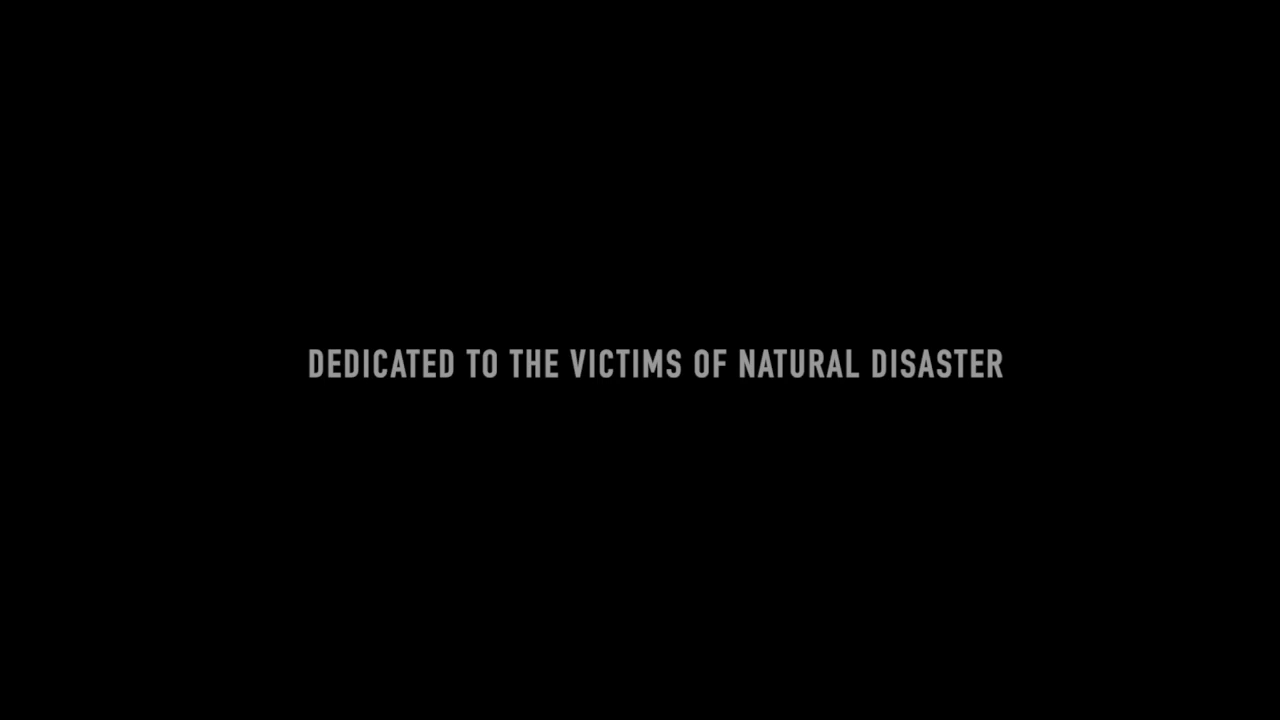 DEDICATED TO THE VICTIMS OF NATURAL DISASTER